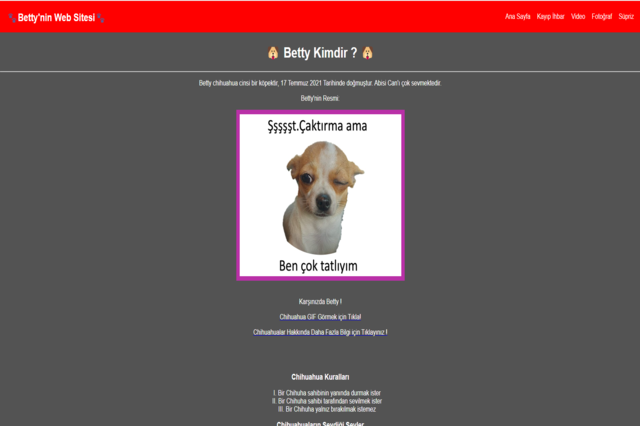 🐾 Betty'nin Web Sitesi 🐾
Ana Sayfa Kayıp İhbar Video Fotoğraf Süpriz
🐶 Betty Kimdir ? 🐶
Betty chihuahua cinsi bir köpektir, 17 Temmuz 2021 Tarihinde doğmuştur. Abisi Can'ı çok sevmektedir.
Betty'nin Resmi:
Şşşşşt.Çaktırma ama
Ben çok tatlıyım
Karşınızda Betty !
Chihuahua GIF Görmek için Tıkla!
Chihuahualar Hakkında Daha Fazla Bilgi için Tıklayınız !
Chihuahua Kuralları
I. Bir Chihuha sahibinin yanında durmak ister
II. Bir Chihuha sahibi tarafından sevilmek ister
III. Bir Chihuha yalnız bırakılmak istemez
Chihuahuaların Sevdiği Şeyler